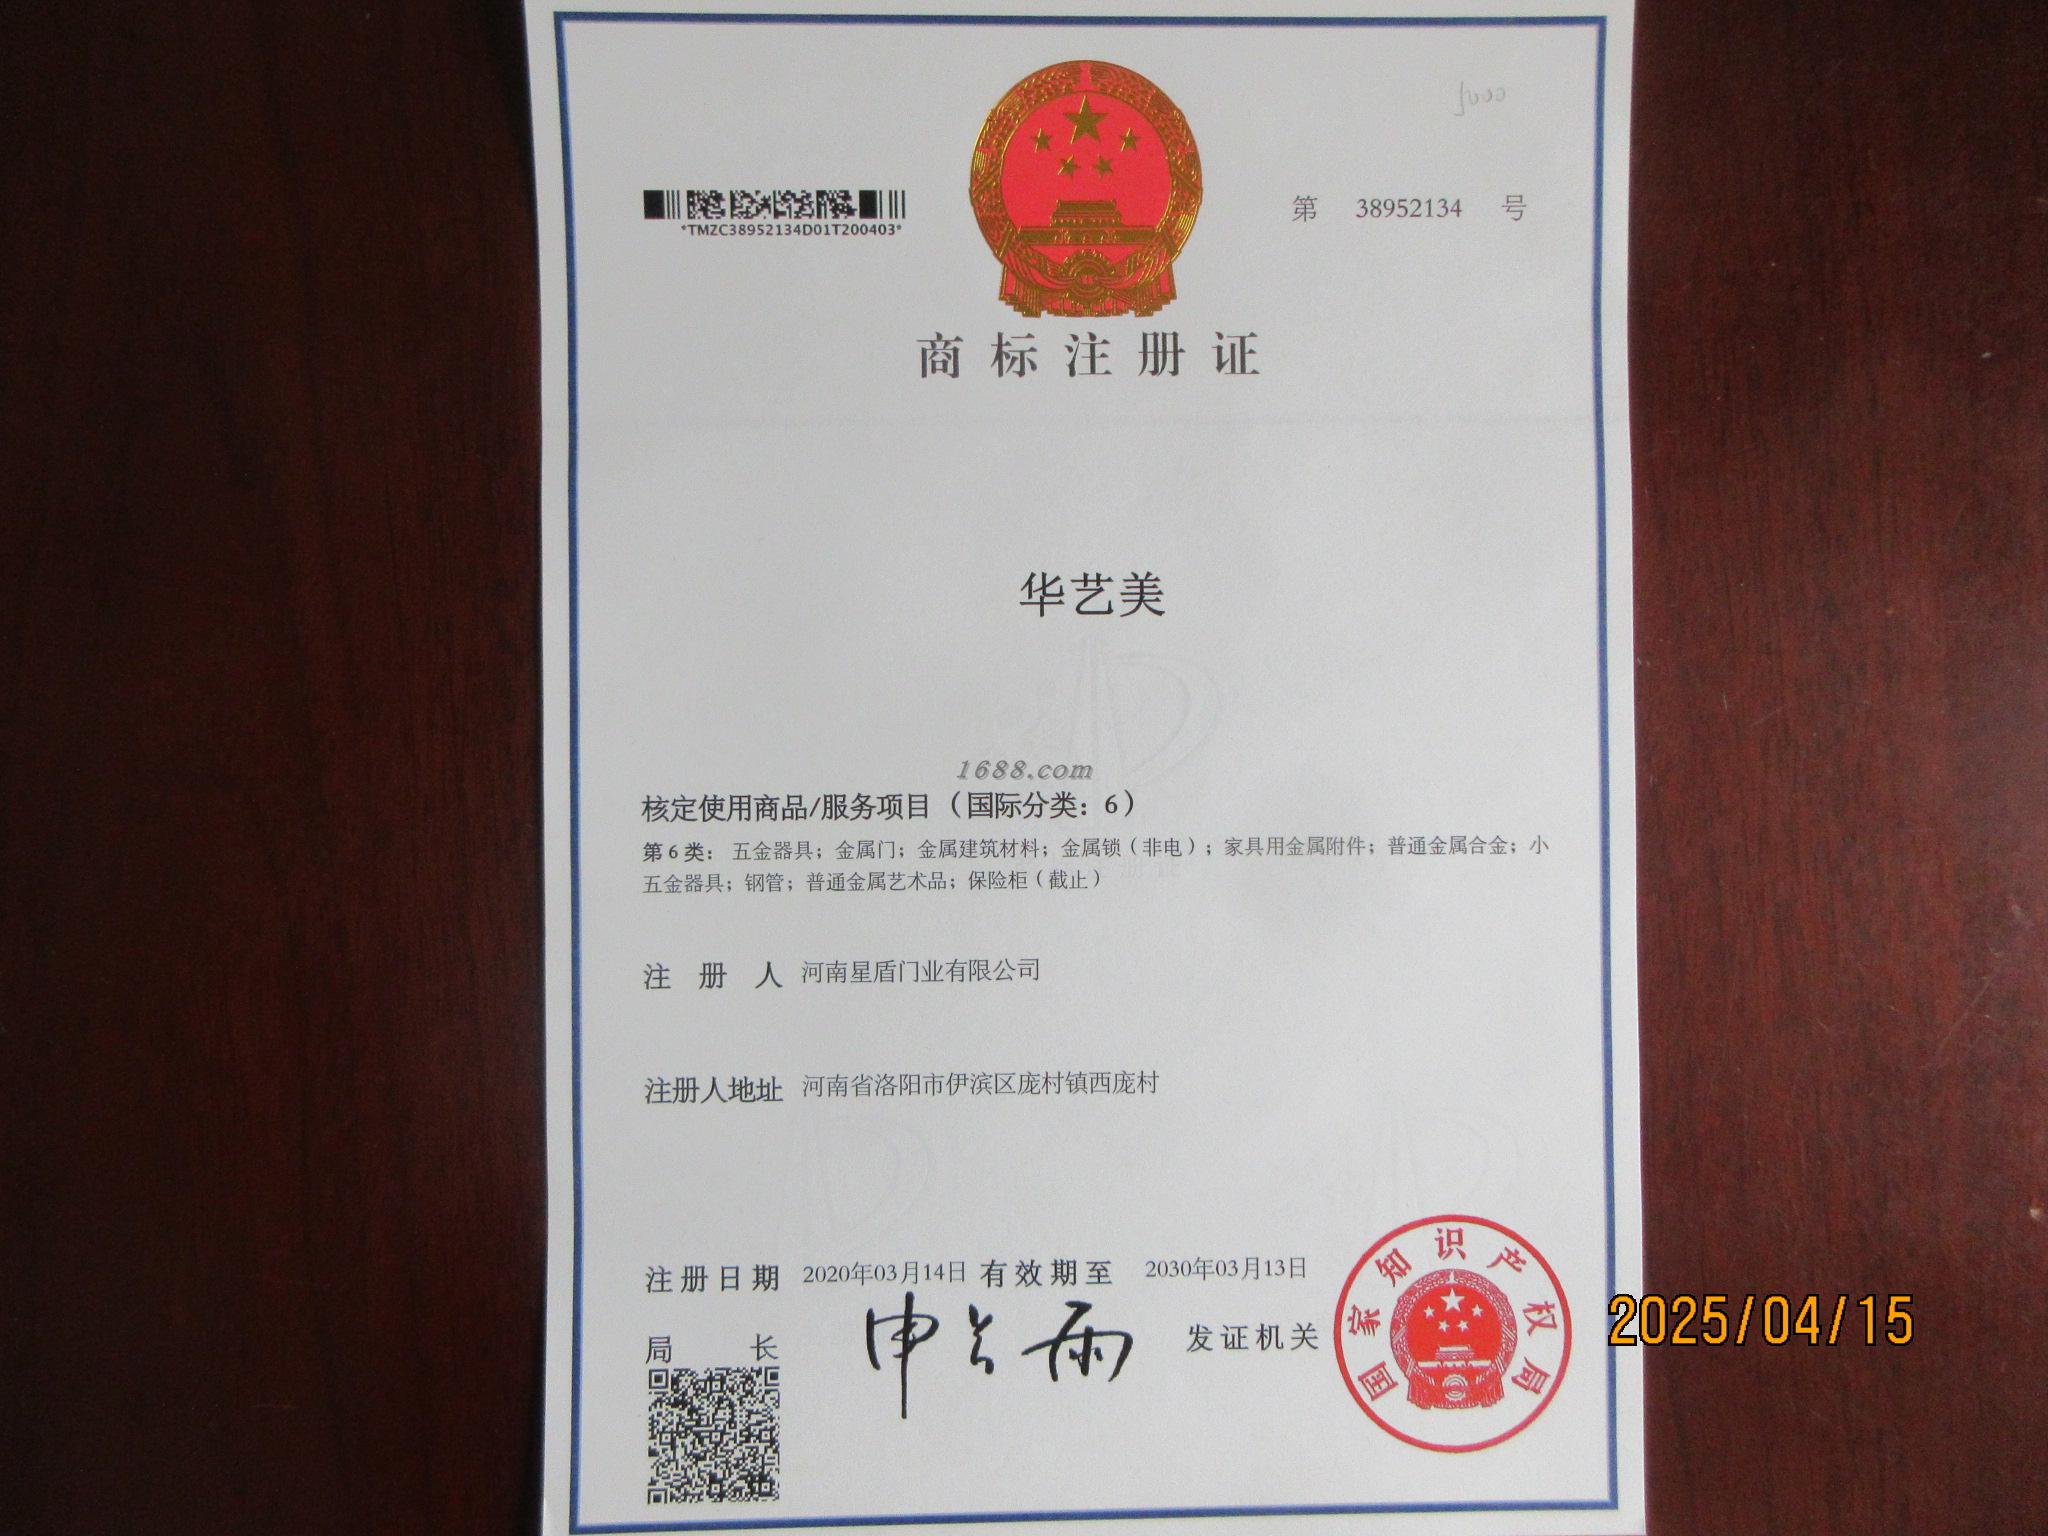 *TMZC38952134D01T200403*
第 38952134 号
商标注册证
华艺美
1688.com
核定使用商品/服务项目（国际分类：6）
第6类：五金器具；金属门；金属建筑材料；金属锁（非电）；家具用金属附件；普通金属合金；小
五金器具；钢管；普通金属艺术品；保险柜（截止）
注册人 河南星盾门业有限公司
注册人地址 河南省洛阳市伊滨区庞村镇西庞村
注册日期 2020年03月14日 有效期至 2030年03月13日
局长 申长雨 发证机关
国家知识产权局
2025/04/15